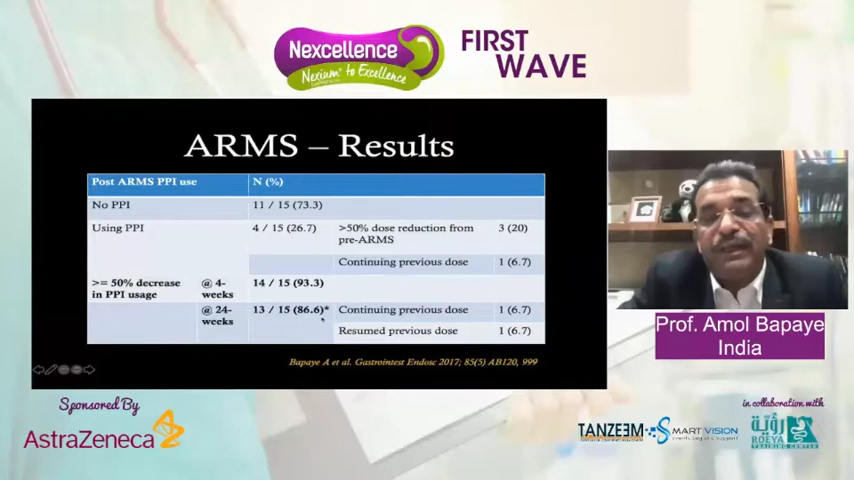 Nexcellence
Nexium to Excellence
FIRST
WAVE
ARMS – Results
Post ARMS PPI use N (%)
No PPI 11 / 15 (73.3)
Using PPI 4 / 15 (26.7) >50% dose reduction from pre-ARMS 3 (20)
Continuing previous dose 1 (6.7)
>= 50% decrease in PPI usage @ 4-weeks 14 / 15 (93.3)
@ 24-weeks 13 / 15 (86.6)* Continuing previous dose 1 (6.7)
Resumed previous dose 1 (6.7)
Bapaye A et al. Gastrointest Endosc 2017; 85(5) AB120, 999
Prof. Amol Bapaye
India
Sponsored By
AstraZeneca
in collaboration with
TANZEEM
SMART VISION
رؤية
ROEYA
TRAINING CENTER